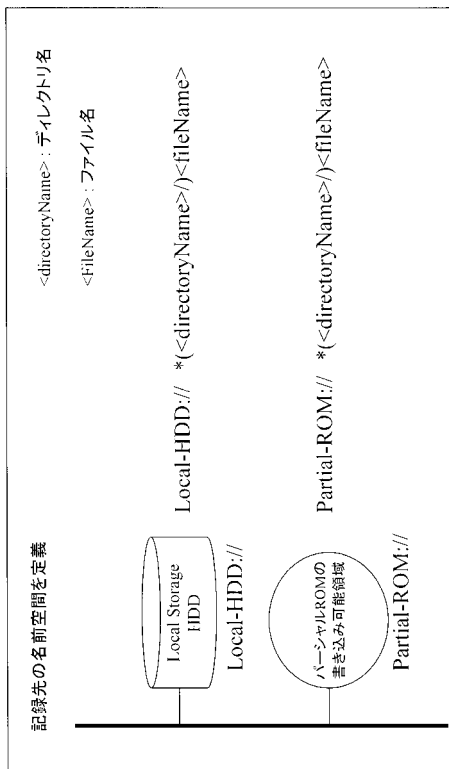 記録先の名前空間を定義
<directoryName> : ディレクトリ名
<FileName> : ファイル名
Local Storage
HDD
Local-HDD://
Local-HDD:// *(<directoryName>/)<fileName>
パーシャルROMの
書き込み可能領域
Partial-ROM://
Partial-ROM:// *(<directoryName>/)<fileName>